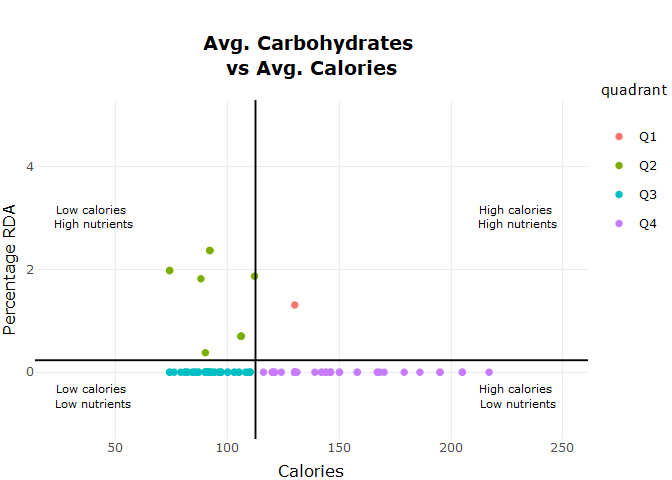 Avg. Carbohydrates
vs Avg. Calories
quadrant
Q1
Q2
Q3
Q4
Percentage RDA
4
2
0
Low calories
High nutrients
High calories
High nutrients
Low calories
Low nutrients
High calories
Low nutrients
50
100
150
200
250
Calories